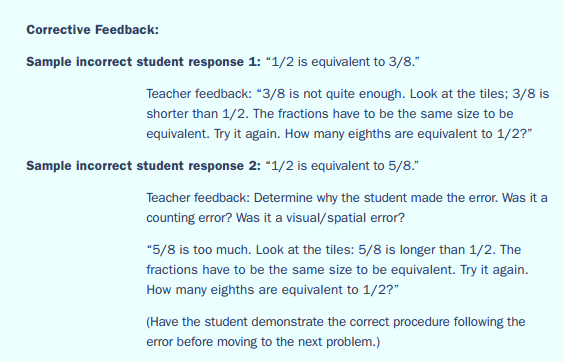 Corrective Feedback:
Sample incorrect student response 1: “1/2 is equivalent to 3/8.”
Teacher feedback: “3/8 is not quite enough. Look at the tiles; 3/8 is
shorter than 1/2. The fractions have to be the same size to be
equivalent. Try it again. How many eighths are equivalent to 1/2?”
Sample incorrect student response 2: “1/2 is equivalent to 5/8.”
Teacher feedback: Determine why the student made the error. Was it a
counting error? Was it a visual/spatial error?
“5/8 is too much. Look at the tiles: 5/8 is longer than 1/2. The
fractions have to be the same size to be equivalent. Try it again.
How many eighths are equivalent to 1/2?”
(Have the student demonstrate the correct procedure following the
error before moving to the next problem.)